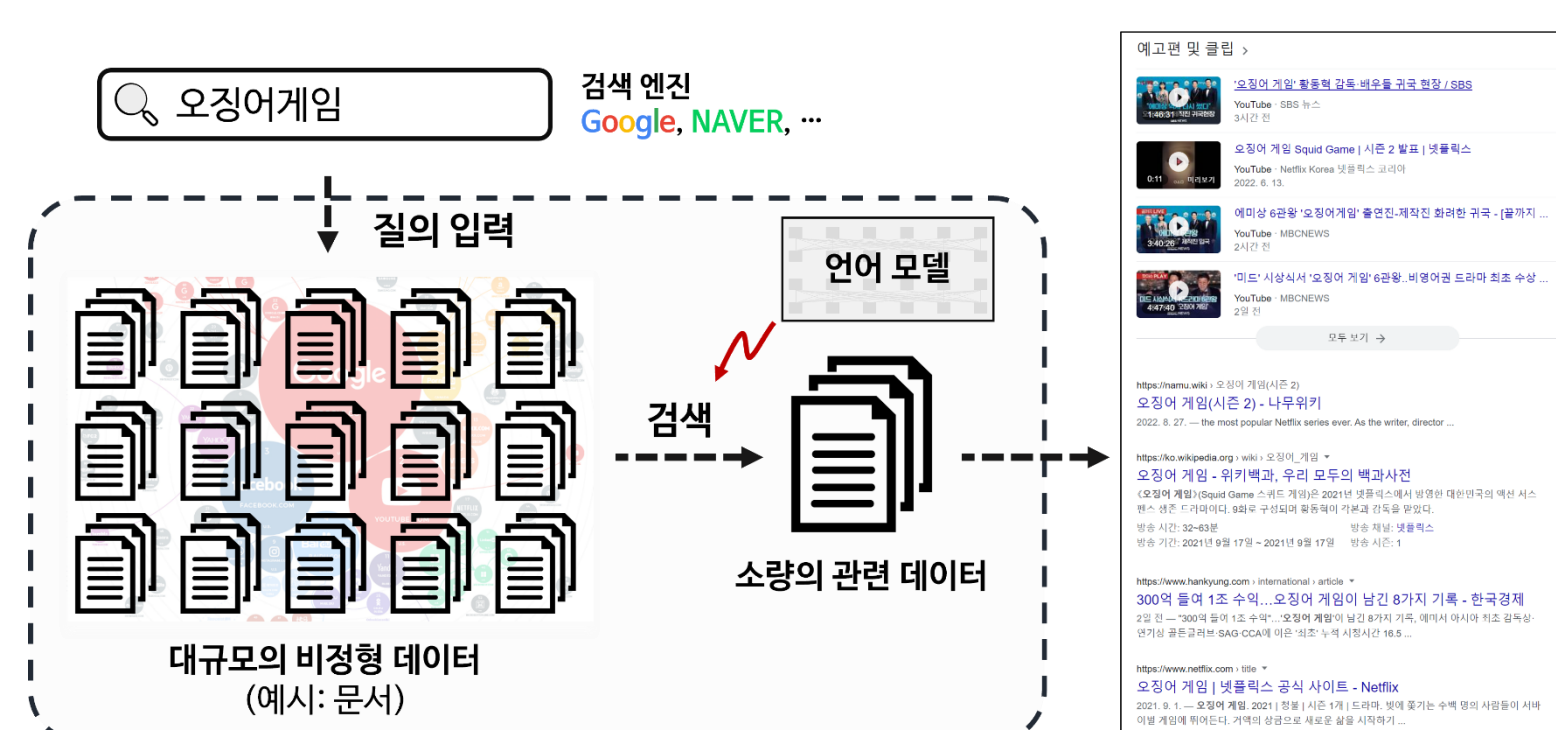 오징어게임
검색 엔진
Google, NAVER, ···
질의 입력
언어 모델
Google
facebook
FACEBOOK.COM
YOUTUBE.COM
검색
소량의 관련 데이터
대규모의 비정형 데이터
(예시: 문서)
예고편 및 클립 >
'오징어 게임' 황동혁 감독·배우들 귀국 현장 / SBS
YouTube · SBS 뉴스
3시간 전
1:46:31
오징어 게임 Squid Game | 시즌 2 발표 | 넷플릭스
YouTube · Netflix Korea 넷플릭스 코리아
2022. 6. 13.
0:11
미리보기
에미상 6관왕 '오징어게임' 출연진-제작진 화려한 귀국 - [끝까지 ...
YouTube · MBCNEWS
2시간 전
3:40:26
'미드' 시상식서 '오징어 게임' 6관왕..비영어권 드라마 최초 수상 ...
YouTube · MBCNEWS
2일 전
4:47:40
모두 보기 →
https://namu.wiki › 오징어 게임(시즌 2)
오징어 게임(시즌 2) - 나무위키
2022. 8. 27. — the most popular Netflix series ever. As the writer, director ...
https://ko.wikipedia.org › wiki › 오징어_게임
오징어 게임 - 위키백과, 우리 모두의 백과사전
《오징어 게임》(Squid Game 스퀴드 게임)은 2021년 넷플릭스에서 방영한 대한민국의 액션 서스
펜스 생존 드라마이다. 9화로 구성되며 황동혁이 각본과 감독을 맡았다.
방송 시간: 32~63분 방송 채널: 넷플릭스
방송 기간: 2021년 9월 17일 ~ 2021년 9월 17일 방송 시즌: 1
https://www.hankyung.com › international › article
300억 들여 1조 수익…오징어 게임이 남긴 8가지 기록 - 한국경제
2일 전 — "300억 들여 1조 수익"...'오징어 게임'이 남긴 8가지 기록, 에미서 아시아 최초 감독상·
연기상 골든글러브·SAG·CCA에 이은 '쇠조' 누적 시청시간 16.5 ...
https://www.netflix.com › title
오징어 게임 | 넷플릭스 공식 사이트 - Netflix
2021. 9. 1. — 오징어 게임. 2021 | 청불 | 시즌 1개 | 드라마. 빚에 쫓기는 수백 명의 사람들이 서바
이벌 게임에 뛰어든다. 거액의 상금으로 새로운 삶을 시작하기 ...